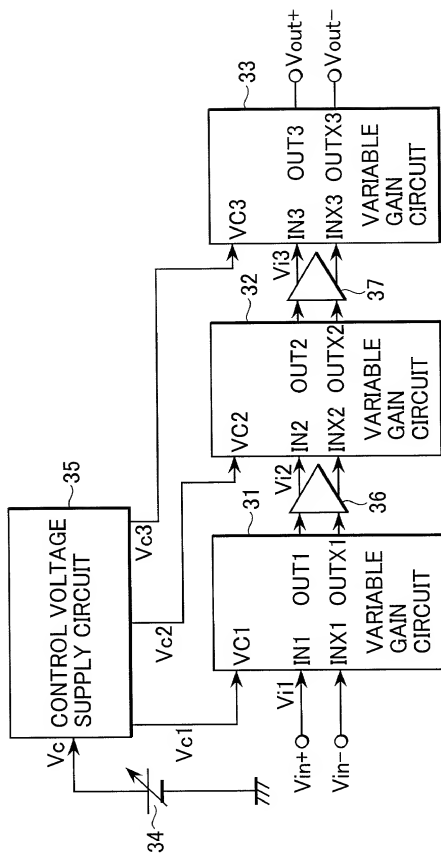 35
CONTROL VOLTAGE
SUPPLY CIRCUIT
Vc
34
Vc1
Vc2
Vc3
31
VC1
IN1 OUT1
INX1 OUTX1
VARIABLE
GAIN
CIRCUIT
Vin+
Vin-
Vi1
36
Vi2
32
VC2
IN2 OUT2
INX2 OUTX2
VARIABLE
GAIN
CIRCUIT
37
Vi3
33
VC3
IN3 OUT3
INX3 OUTX3
VARIABLE
GAIN
CIRCUIT
Vout+
Vout-